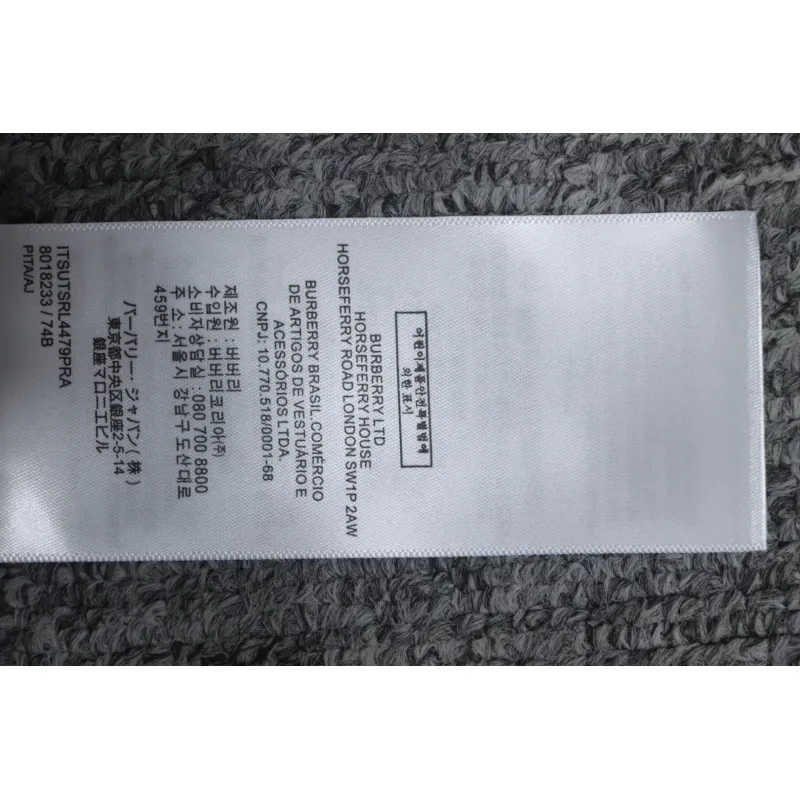 어린이제품안전특별법에
의한 표시
BURBERRY LTD
HORSEFERRY HOUSE
HORSEFERRY ROAD LONDON SW1P 2AW
BURBERRY BRASIL.COMÉRCIO
DE ARTIGOS DE VESTUÁRIO E
ACESSÓRIOS LTDA.
CNPJ: 10.770.518/0001-68
제조원 : 버버리
수입원 : 버버리코리아(주)
소비자상담실 : 080 700 8800
주 소 : 서울시 강남구 도산대로
459번지
バーバリー・ジャパン(株)
東京都中央区銀座2-5-14
銀座マロニエビル
ITSUTSRL4479PRA
8018233 / 74B
PITA/AJ